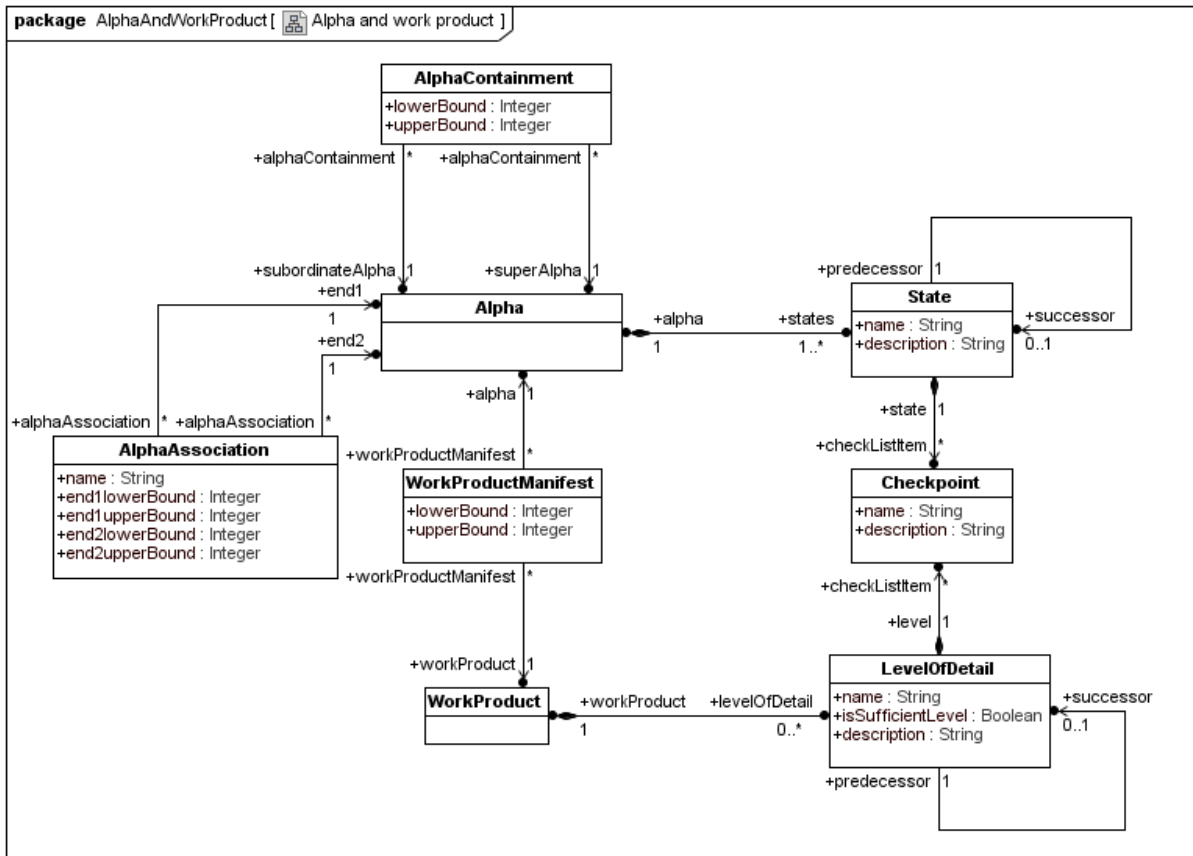 package AlphaAndWorkProduct [ Alpha and work product ]
AlphaContainment
+lowerBound : Integer
+upperBound : Integer
+alphaContainment * +alphaContainment *
+subordinateAlpha 1 +superAlpha 1
+end1
1
+end2
1
Alpha
+alpha +states
1 1..*
+predecessor 1
State
+name : String
+description : String
+successor
0..1
+alpha 1
+state 1
+alphaAssociation * +alphaAssociation *
AlphaAssociation
+name : String
+end1lowerBound : Integer
+end1upperBound : Integer
+end2lowerBound : Integer
+end2upperBound : Integer
+workProductManifest *
WorkProductManifest
+lowerBound : Integer
+upperBound : Integer
+workProductManifest *
+checkListItem *
Checkpoint
+name : String
+description : String
+checkListItem *
+level 1
+workProduct 1
WorkProduct
+workProduct +levelOfDetail
1 0..*
LevelOfDetail
+name : String
+isSufficientLevel : Boolean
+description : String
+successor
0..1
+predecessor 1